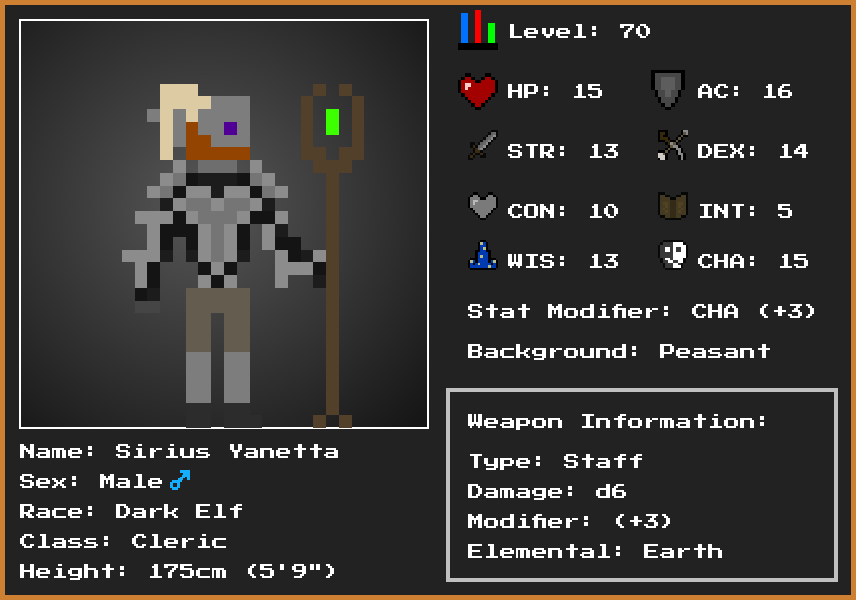 Level: 70
HP: 15
AC: 16
STR: 13
DEX: 14
CON: 10
INT: 5
WIS: 13
CHA: 15
Stat Modifier: CHA (+3)
Background: Peasant
Weapon Information:
Type: Staff
Damage: d6
Modifier: (+3)
Elemental: Earth
Name: Sirius Yanetta
Sex: Male♂
Race: Dark Elf
Class: Cleric
Height: 175cm (5'9")